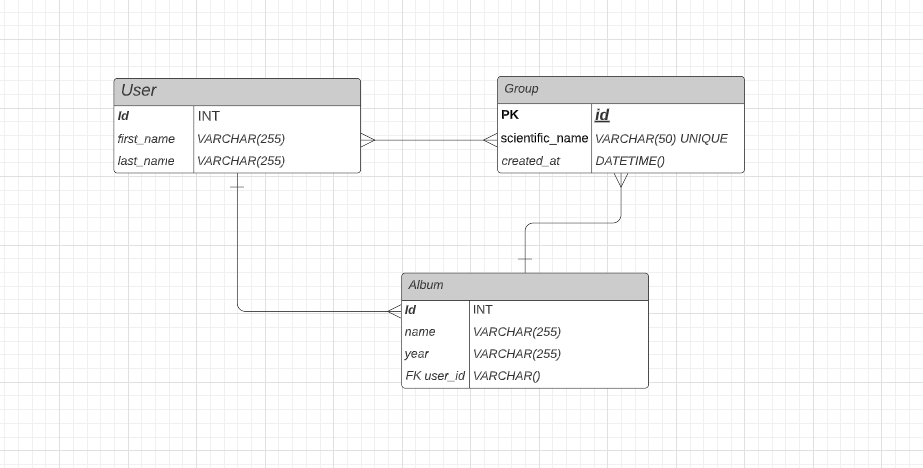 User
Id INT
first_name VARCHAR(255)
last_name VARCHAR(255)
Group
PK id
scientific_name VARCHAR(50) UNIQUE
created_at DATETIME()
Album
Id INT
name VARCHAR(255)
year VARCHAR(255)
FK user_id VARCHAR()